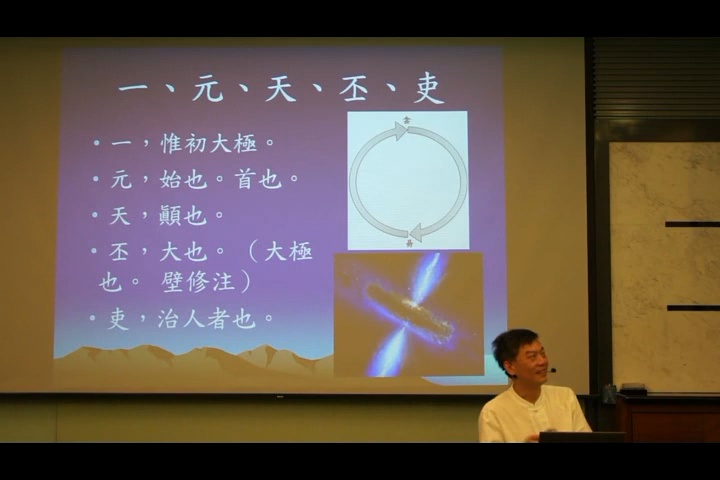 一、元、天、丕、吏
• 一，惟初大極。
• 元，始也。首也。
• 天，顚也。
• 丕，大也。（大極
也。 壁修注）
• 吏，治人者也。